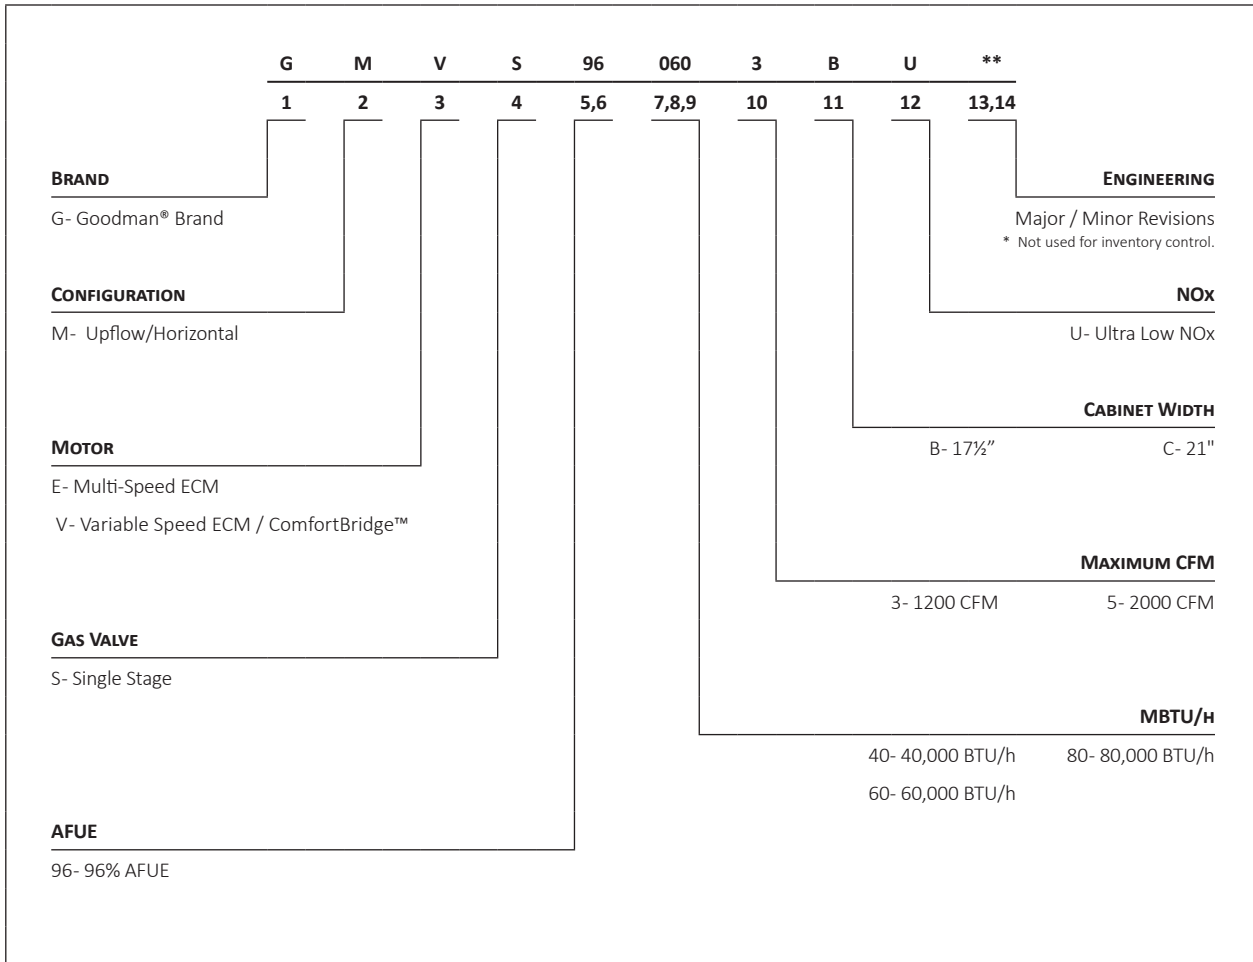 G M V S 96 060 3 B U **
1 2 3 4 5,6 7,8,9 10 11 12 13,14
BRAND
G- Goodman® Brand
ENGINEERING
Major / Minor Revisions
* Not used for inventory control.
CONFIGURATION
M- Upflow/Horizontal
NOx
U- Ultra Low NOx
CABINET WIDTH
B- 17½” C- 21"
MOTOR
E- Multi-Speed ECM
V- Variable Speed ECM / ComfortBridge™
MAXIMUM CFM
3- 1200 CFM 5- 2000 CFM
GAS VALVE
S- Single Stage
MBTU/H
40- 40,000 BTU/h 80- 80,000 BTU/h
60- 60,000 BTU/h
AFUE
96- 96% AFUE